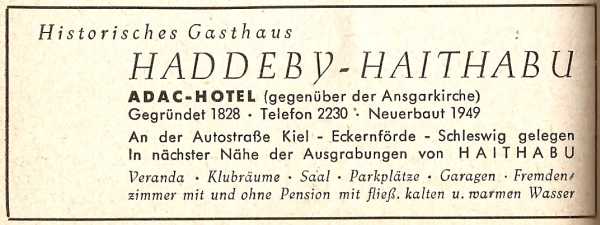 Historisches Gasthaus
HADDEBY-HAITHABU
ADAC-HOTEL (gegenüber der Ansgarkirche)
Gegründet 1828 · Telefon 2230 · Neuerbaut 1949
An der Autostraße Kiel - Eckernförde - Schleswig gelegen
In nächster Nähe der Ausgrabungen von HAITHABU
Veranda · Klubräume · Saal · Parkplätze · Garagen · Fremden-
zimmer mit und ohne Pension mit fließ. kalten u. warmen Wasser